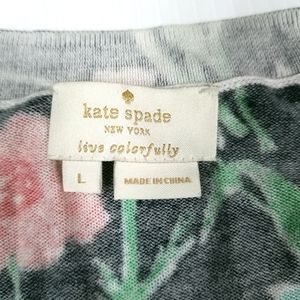 kate spade
NEW YORK
live colorfully
L
MADE IN CHINA